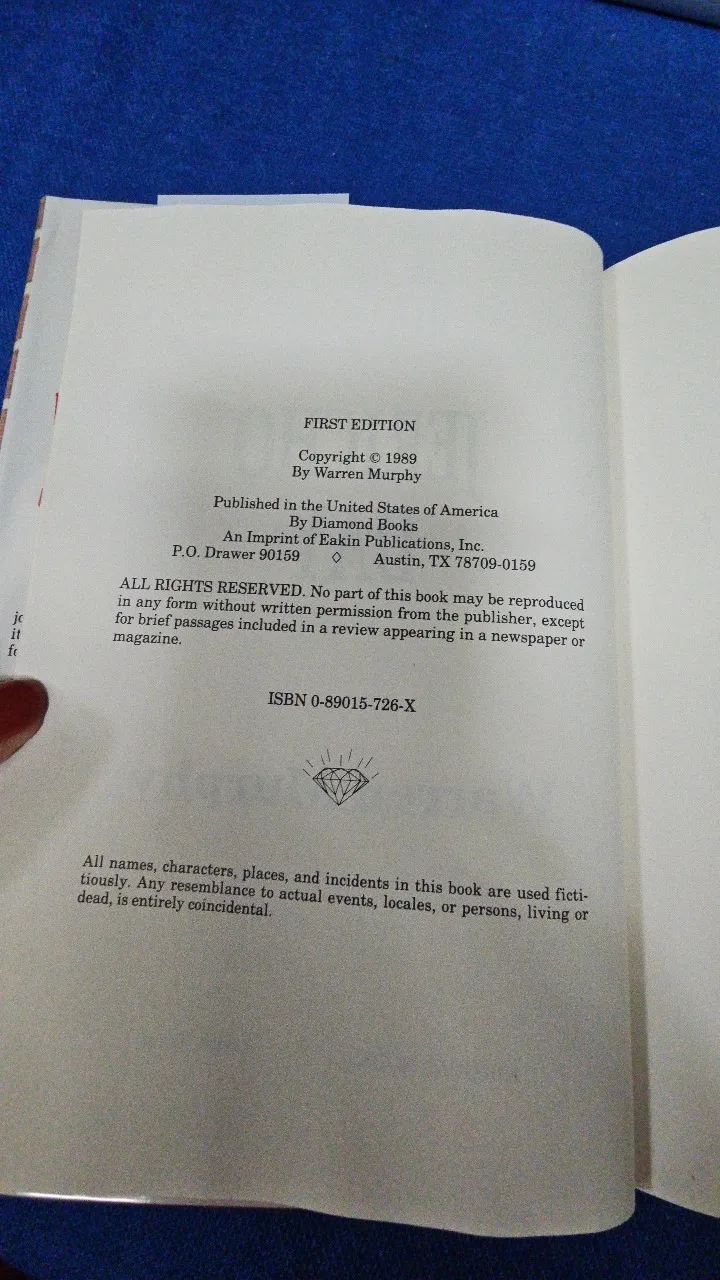 FIRST EDITION
Copyright © 1989
By Warren Murphy
Published in the United States of America
By Diamond Books
An Imprint of Eakin Publications, Inc.
P.O. Drawer 90159 ◊ Austin, TX 78709-0159
ALL RIGHTS RESERVED. No part of this book may be reproduced
in any form without written permission from the publisher, except
for brief passages included in a review appearing in a newspaper or
magazine.
ISBN 0-89015-726-X
All names, characters, places, and incidents in this book are used ficti-
tiously. Any resemblance to actual events, locales, or persons, living or
dead, is entirely coincidental.